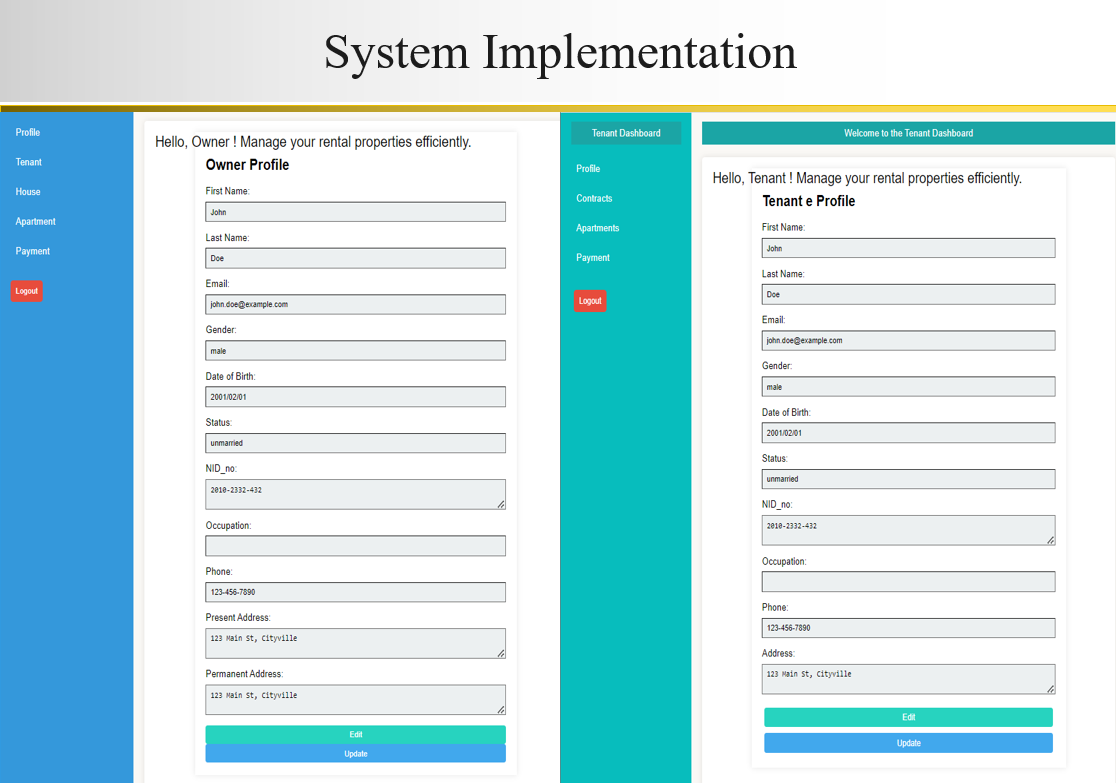 System Implementation
Profile
Tenant
House
Apartment
Payment
Logout
Hello, Owner ! Manage your rental properties efficiently.
Owner Profile
First Name:
John
Last Name:
Doe
Email:
john.doe@example.com
Gender:
male
Date of Birth:
2001/02/01
Status:
unmarried
NID_no:
2010-2332-432
Occupation:
Phone:
123-456-7890
Present Address:
123 Main St, Cityville
Permanent Address:
123 Main St, Cityville
Edit
Update
Tenant Dashboard
Profile
Contracts
Apartments
Payment
Logout
Welcome to the Tenant Dashboard
Hello, Tenant ! Manage your rental properties efficiently.
Tenant e Profile
First Name:
John
Last Name:
Doe
Email:
john.doe@example.com
Gender:
male
Date of Birth:
2001/02/01
Status:
unmarried
NID_no:
2010-2332-432
Occupation:
Phone:
123-456-7890
Address:
123 Main St, Cityville
Edit
Update